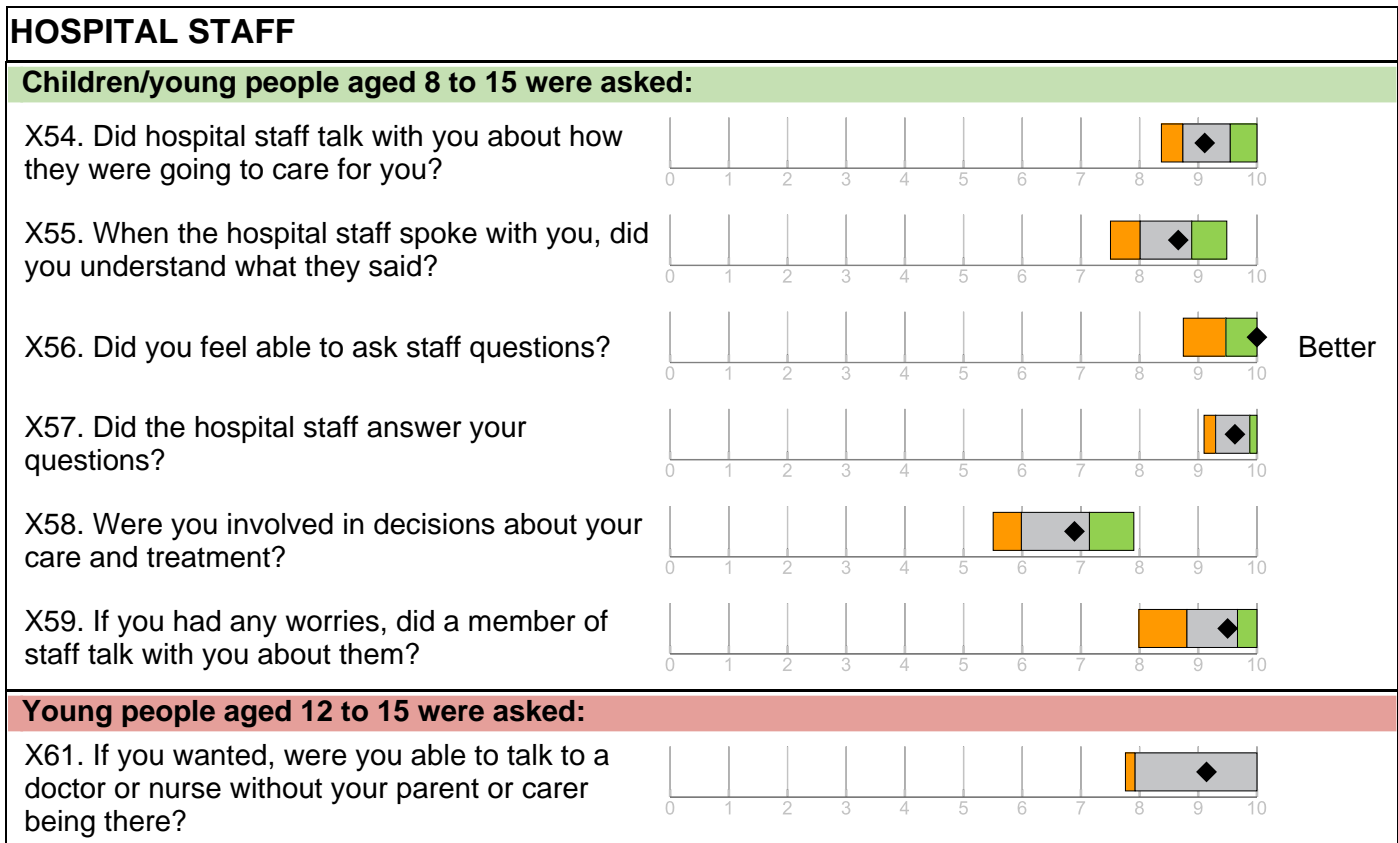 HOSPITAL STAFF
Children/young people aged 8 to 15 were asked:
X54. Did hospital staff talk with you about how
they were going to care for you?
0 1 2 3 4 5 6 7 8 9 10
X55. When the hospital staff spoke with you, did
you understand what they said?
0 1 2 3 4 5 6 7 8 9 10
X56. Did you feel able to ask staff questions?
Better
0 1 2 3 4 5 6 7 8 9 10
X57. Did the hospital staff answer your
questions?
0 1 2 3 4 5 6 7 8 9 10
X58. Were you involved in decisions about your
care and treatment?
0 1 2 3 4 5 6 7 8 9 10
X59. If you had any worries, did a member of
staff talk with you about them?
0 1 2 3 4 5 6 7 8 9 10
Young people aged 12 to 15 were asked:
X61. If you wanted, were you able to talk to a
doctor or nurse without your parent or carer
being there?
0 1 2 3 4 5 6 7 8 9 10